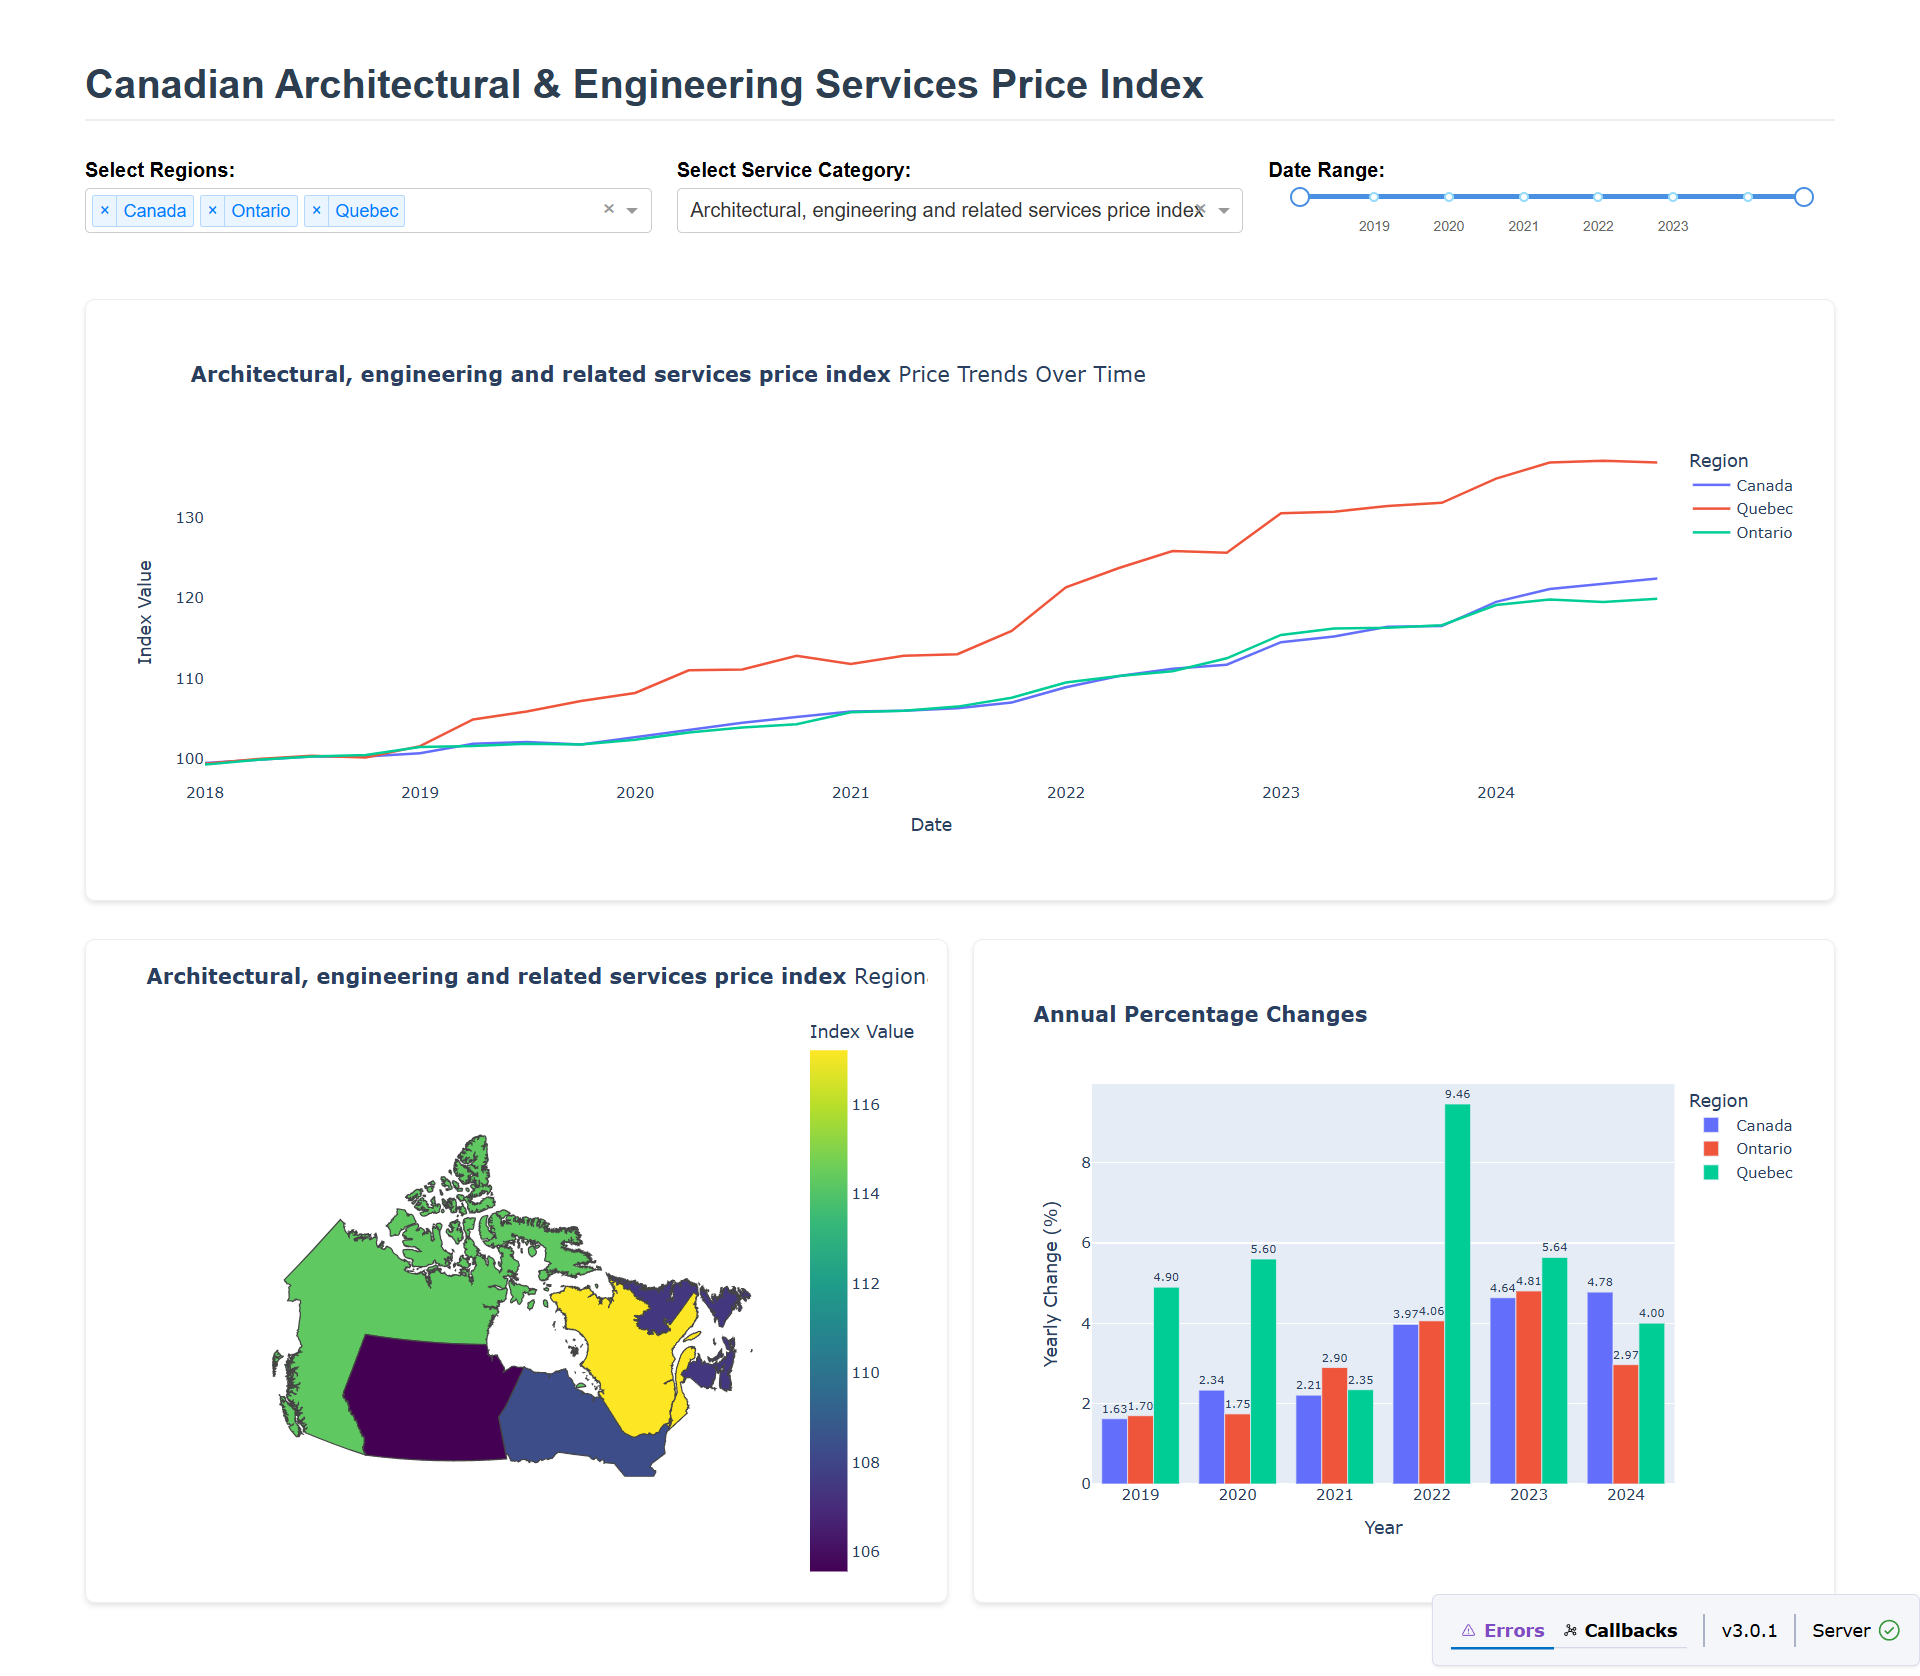 Canadian Architectural & Engineering Services Price Index
Select Regions:
× Canada × Ontario × Quebec ×
Select Service Category:
Architectural, engineering and related services price index ×
Date Range:
2019 2020 2021 2022 2023
Architectural, engineering and related services price index Price Trends Over Time
Index Value
130
120
110
100
2018 2019 2020 2021 2022 2023 2024
Date
Region
Canada
Quebec
Ontario
Architectural, engineering and related services price index Region
Index Value
116
114
112
110
108
106
Annual Percentage Changes
Yearly Change (%)
8
6
4
2
0
1.63 1.70 4.90
2.34 1.75 5.60
2.21 2.90 2.35
3.97 4.06 9.46
4.64 4.81 5.64
4.78 2.97 4.00
2019 2020 2021 2022 2023 2024
Year
Region
Canada
Ontario
Quebec
Errors Callbacks v3.0.1 Server